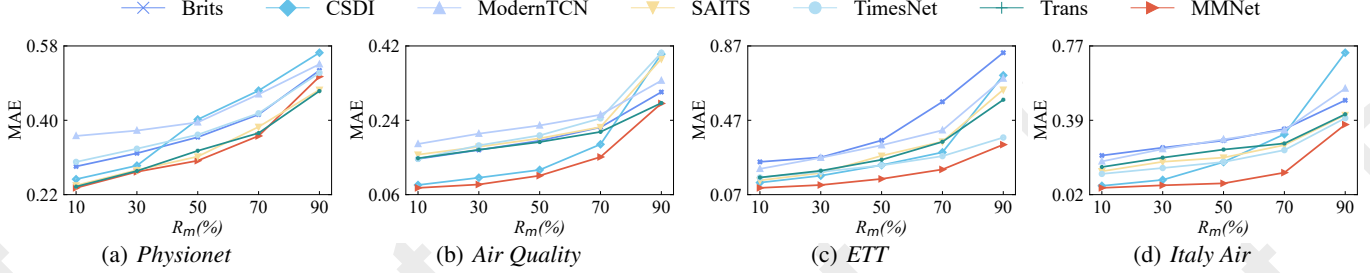 Brits CSDI ModernTCN SAITS TimesNet Trans MMNet
0.58 0.42 0.87 0.77
MAE 0.40 MAE 0.24 MAE 0.47 MAE 0.39
0.22 0.06 0.07 0.02
10 30 50 70 90 10 30 50 70 90 10 30 50 70 90 10 30 50 70 90
Rm(%) Rm(%) Rm(%) Rm(%)
(a) Physionet (b) Air Quality (c) ETT (d) Italy Air